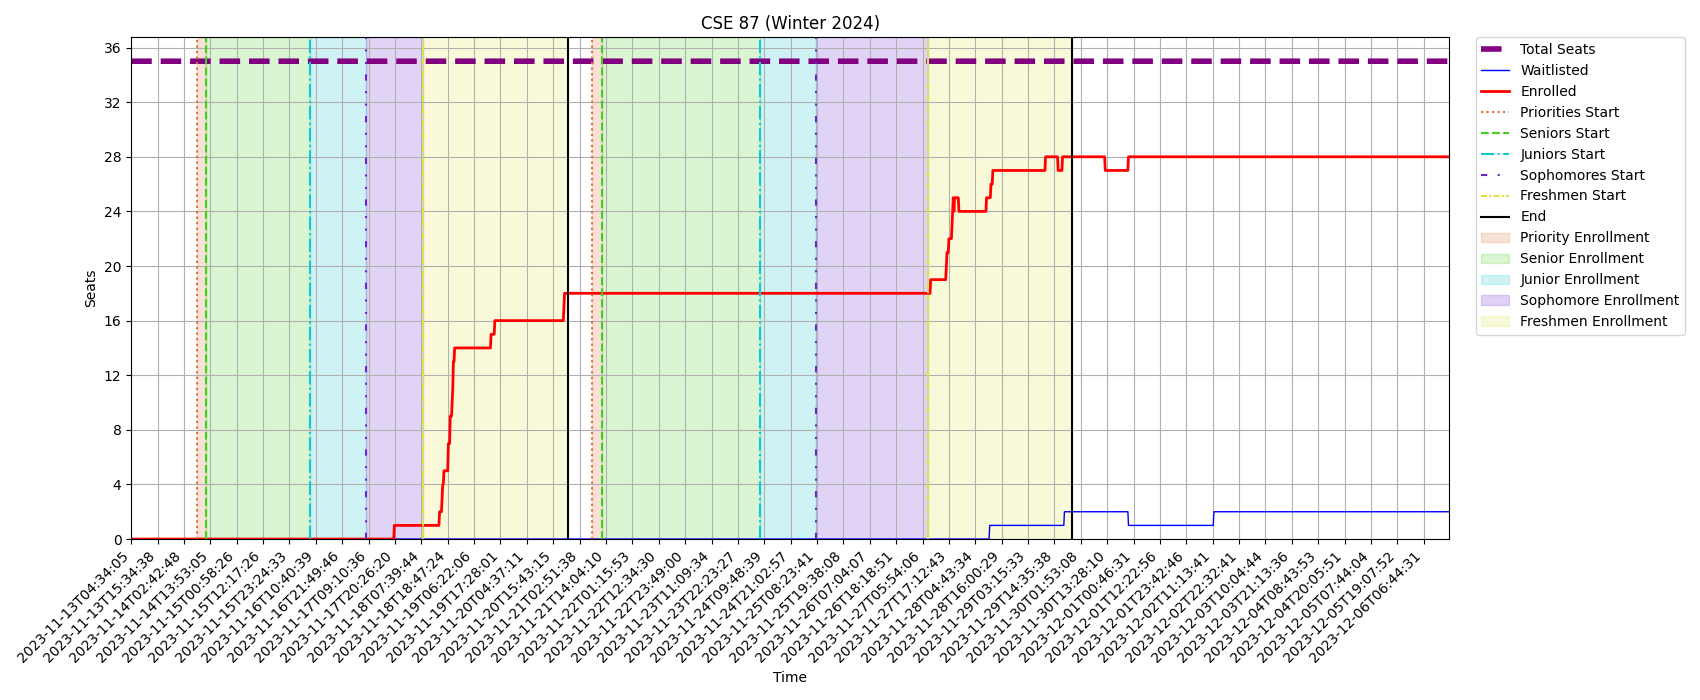 CSE 87 (Winter 2024)
36
32
28
24
20
16
12
8
4
0
Seats
2023-11-13T04:34:05
2023-11-13T15:34:38
2023-11-14T02:42:48
2023-11-14T13:53:05
2023-11-15T00:58:26
2023-11-15T12:17:26
2023-11-15T23:24:33
2023-11-16T10:40:39
2023-11-16T21:49:46
2023-11-17T09:10:36
2023-11-17T20:26:20
2023-11-18T07:39:44
2023-11-18T18:47:24
2023-11-19T06:22:06
2023-11-19T17:28:01
2023-11-20T04:37:11
2023-11-20T15:43:15
2023-11-21T02:51:38
2023-11-21T14:04:10
2023-11-22T01:15:53
2023-11-22T12:34:30
2023-11-22T23:49:00
2023-11-23T11:09:34
2023-11-23T22:23:27
2023-11-24T09:48:39
2023-11-24T21:02:57
2023-11-25T08:23:41
2023-11-25T19:38:08
2023-11-26T07:04:07
2023-11-26T18:18:51
2023-11-27T05:54:06
2023-11-27T17:12:43
2023-11-28T04:43:34
2023-11-28T16:00:29
2023-11-29T03:15:33
2023-11-29T14:35:38
2023-11-30T01:53:08
2023-11-30T13:28:10
2023-12-01T00:46:31
2023-12-01T12:22:56
2023-12-01T23:42:46
2023-12-02T11:13:41
2023-12-02T22:32:41
2023-12-03T10:04:44
2023-12-03T21:13:36
2023-12-04T08:43:53
2023-12-04T20:05:51
2023-12-05T07:44:04
2023-12-05T19:07:52
2023-12-06T06:44:31
Time
Total Seats
Waitlisted
Enrolled
Priorities Start
Seniors Start
Juniors Start
Sophomores Start
Freshmen Start
End
Priority Enrollment
Senior Enrollment
Junior Enrollment
Sophomore Enrollment
Freshmen Enrollment